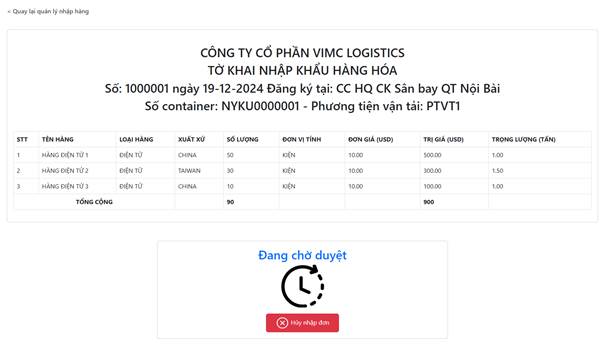 < Quay lại quản lý nhập hàng
CÔNG TY CỔ PHẦN VIMC LOGISTICS
TỜ KHAI NHẬP KHẨU HÀNG HÓA
Số: 1000001 ngày 19-12-2024 Đăng ký tại: CC HQ CK Sân bay QT Nội Bài
Số container: NYKU0000001 - Phương tiện vận tải: PTVT1
STT TÊN HÀNG LOẠI HÀNG XUẤT XỨ SỐ LƯỢNG ĐƠN VỊ TÍNH ĐƠN GIÁ (USD) TRỊ GIÁ (USD) TRỌNG LƯỢNG (TẤN)
1 HÀNG ĐIỆN TỬ 1 ĐIỆN TỬ CHINA 50 KIỆN 10.00 500.00 1.00
2 HÀNG ĐIỆN TỬ 2 ĐIỆN TỬ TAIWAN 30 KIỆN 10.00 300.00 1.50
3 HÀNG ĐIỆN TỬ 3 ĐIỆN TỬ CHINA 10 KIỆN 10.00 100.00 1.00
TỔNG CỘNG 90 900
Đang chờ duyệt
Hủy nhập đơn